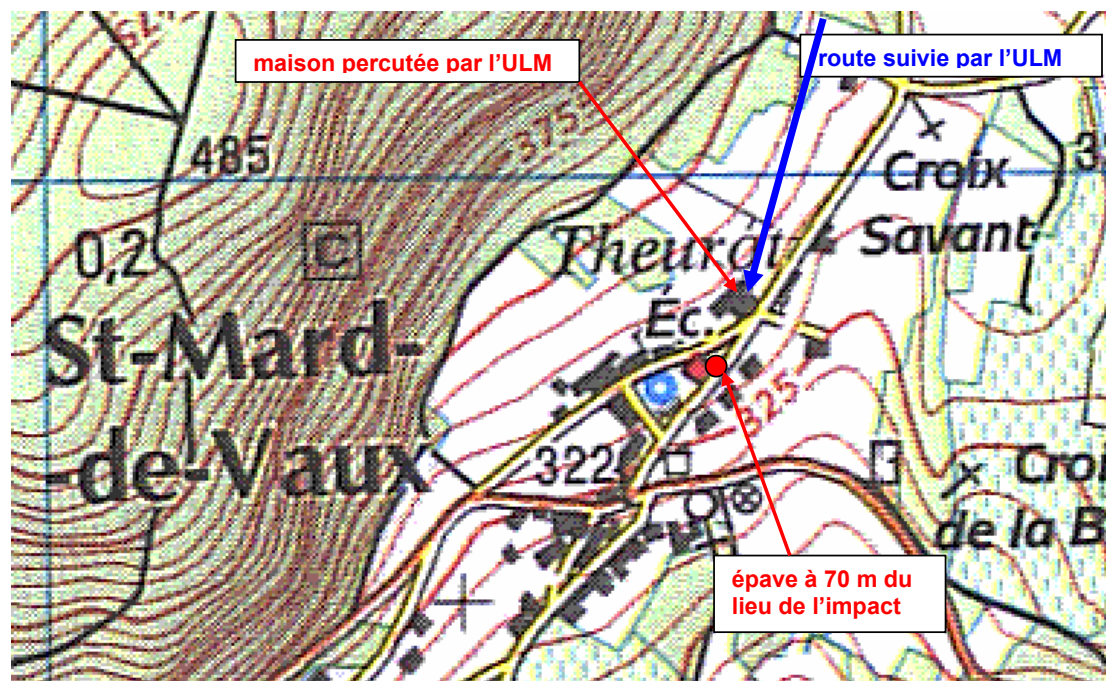 maison percutée par l’ULM
route suivie par l’ULM
485
375
Croix
Savant
0,2
C
Theurot
Éc.
St-Mard-
-de-Vaux
325
322
Croi
de la B
épave à 70 m du
lieu de l’impact